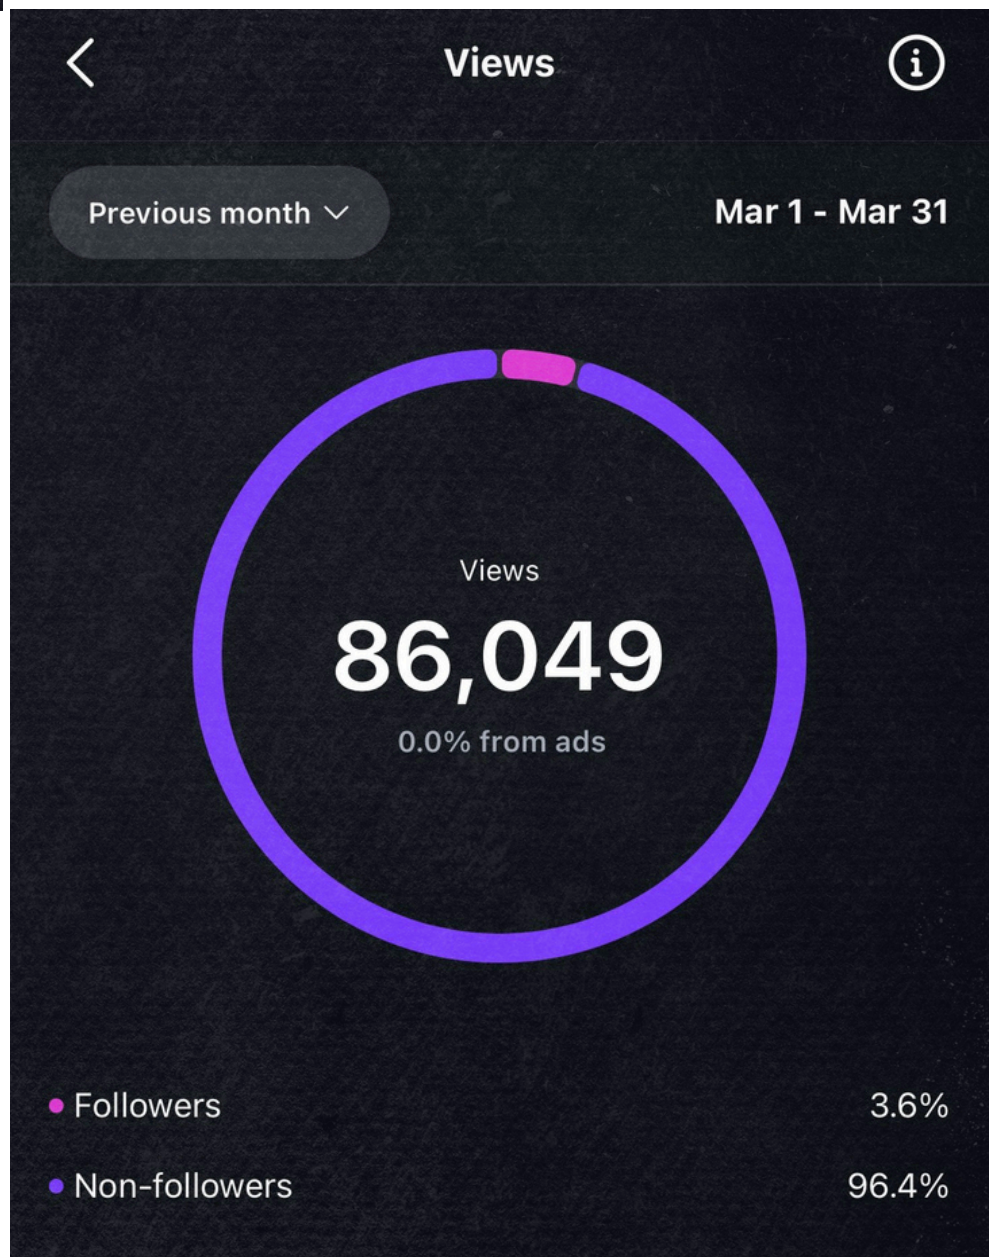 Views
Previous month
Mar 1 - Mar 31
Views
86,049
0.0% from ads
Followers 3.6%
Non-followers 96.4%